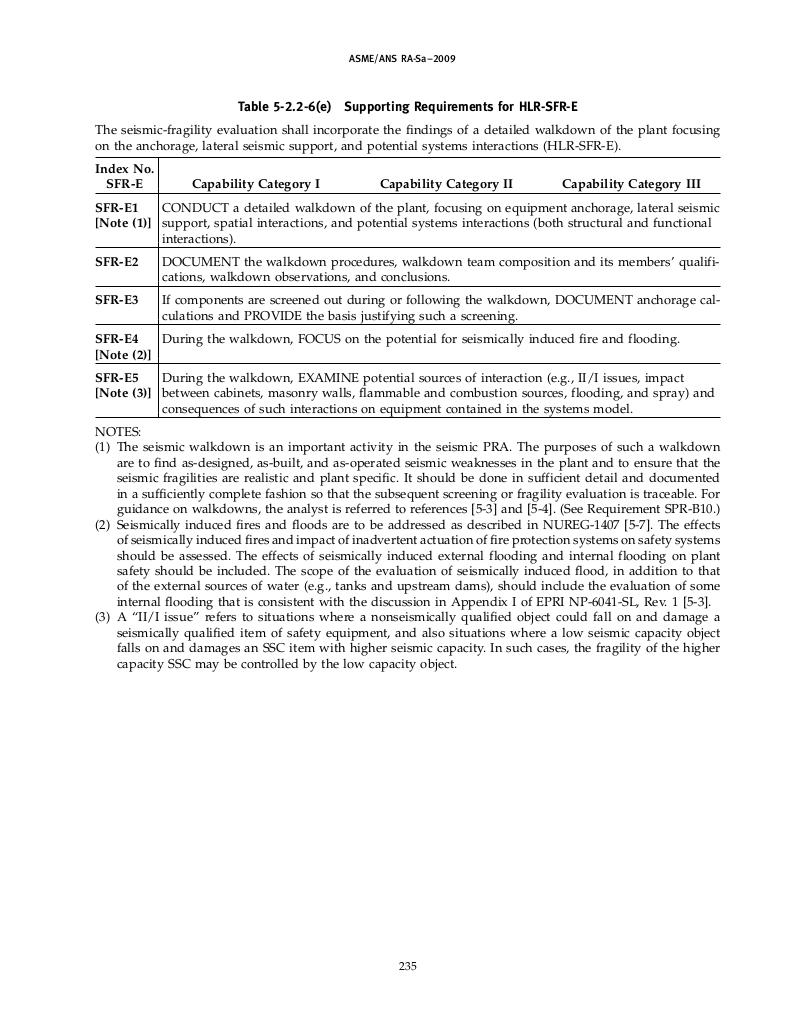 ASME/ANS RA-Sa–2009
Table 5-2.2-6(e) Supporting Requirements for HLR-SFR-E
The seismic-fragility evaluation shall incorporate the findings of a detailed walkdown of the plant focusing
on the anchorage, lateral seismic support, and potential systems interactions (HLR-SFR-E).
Index No.
SFR-E Capability Category I Capability Category II Capability Category III
SFR-E1 CONDUCT a detailed walkdown of the plant, focusing on equipment anchorage, lateral seismic
[Note (1)] support, spatial interactions, and potential systems interactions (both structural and functional
interactions).
SFR-E2 DOCUMENT the walkdown procedures, walkdown team composition and its members’ qualifi-
cations, walkdown observations, and conclusions.
SFR-E3 If components are screened out during or following the walkdown, DOCUMENT anchorage cal-
culations and PROVIDE the basis justifying such a screening.
SFR-E4 During the walkdown, FOCUS on the potential for seismically induced fire and flooding.
[Note (2)]
SFR-E5 During the walkdown, EXAMINE potential sources of interaction (e.g., II/I issues, impact
[Note (3)] between cabinets, masonry walls, flammable and combustion sources, flooding, and spray) and
consequences of such interactions on equipment contained in the systems model.
NOTES:
(1) The seismic walkdown is an important activity in the seismic PRA. The purposes of such a walkdown
are to find as-designed, as-built, and as-operated seismic weaknesses in the plant and to ensure that the
seismic fragilities are realistic and plant specific. It should be done in sufficient detail and documented
in a sufficiently complete fashion so that the subsequent screening or fragility evaluation is traceable. For
guidance on walkdowns, the analyst is referred to references [5-3] and [5-4]. (See Requirement SPR-B10.)
(2) Seismically induced fires and floods are to be addressed as described in NUREG-1407 [5-7]. The effects
of seismically induced fires and impact of inadvertent actuation of fire protection systems on safety systems
should be assessed. The effects of seismically induced external flooding and internal flooding on plant
safety should be included. The scope of the evaluation of seismically induced flood, in addition to that
of the external sources of water (e.g., tanks and upstream dams), should include the evaluation of some
internal flooding that is consistent with the discussion in Appendix I of EPRI NP-6041-SL, Rev. 1 [5-3].
(3) A “II/I issue” refers to situations where a nonseismically qualified object could fall on and damage a
seismically qualified item of safety equipment, and also situations where a low seismic capacity object
falls on and damages an SSC item with higher seismic capacity. In such cases, the fragility of the higher
capacity SSC may be controlled by the low capacity object.
235